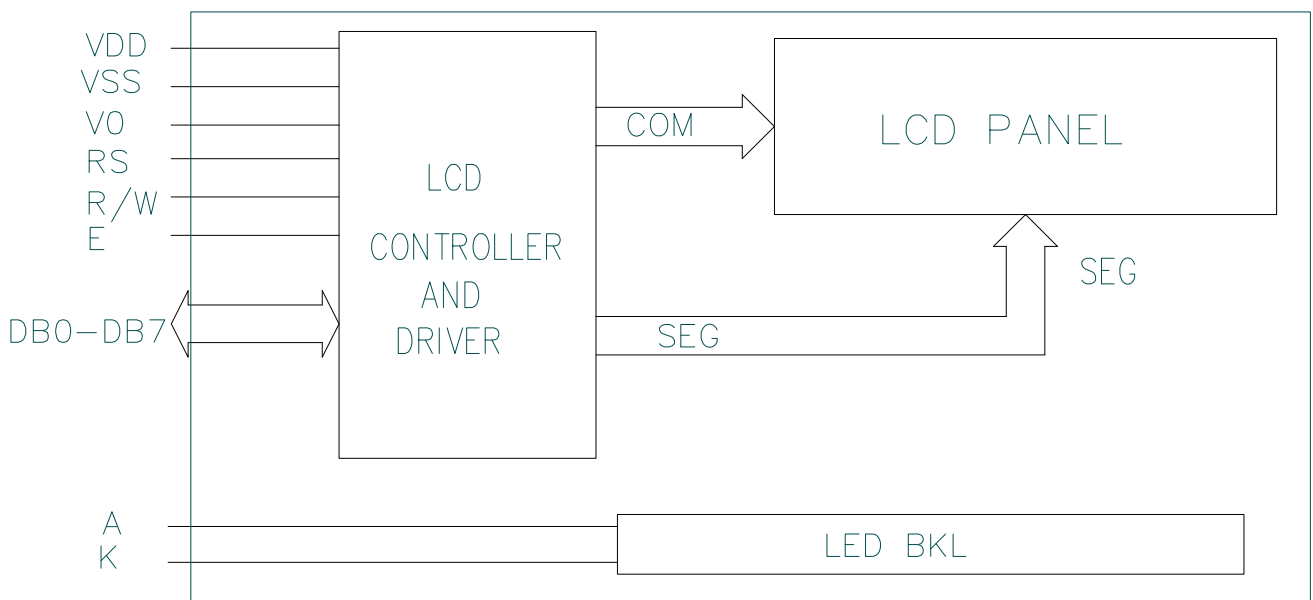 VDD
VSS
V0
RS
R/W
E
DB0-DB7
LCD
CONTROLLER
AND
DRIVER
COM
LCD PANEL
SEG
SEG
A
K
LED BKL